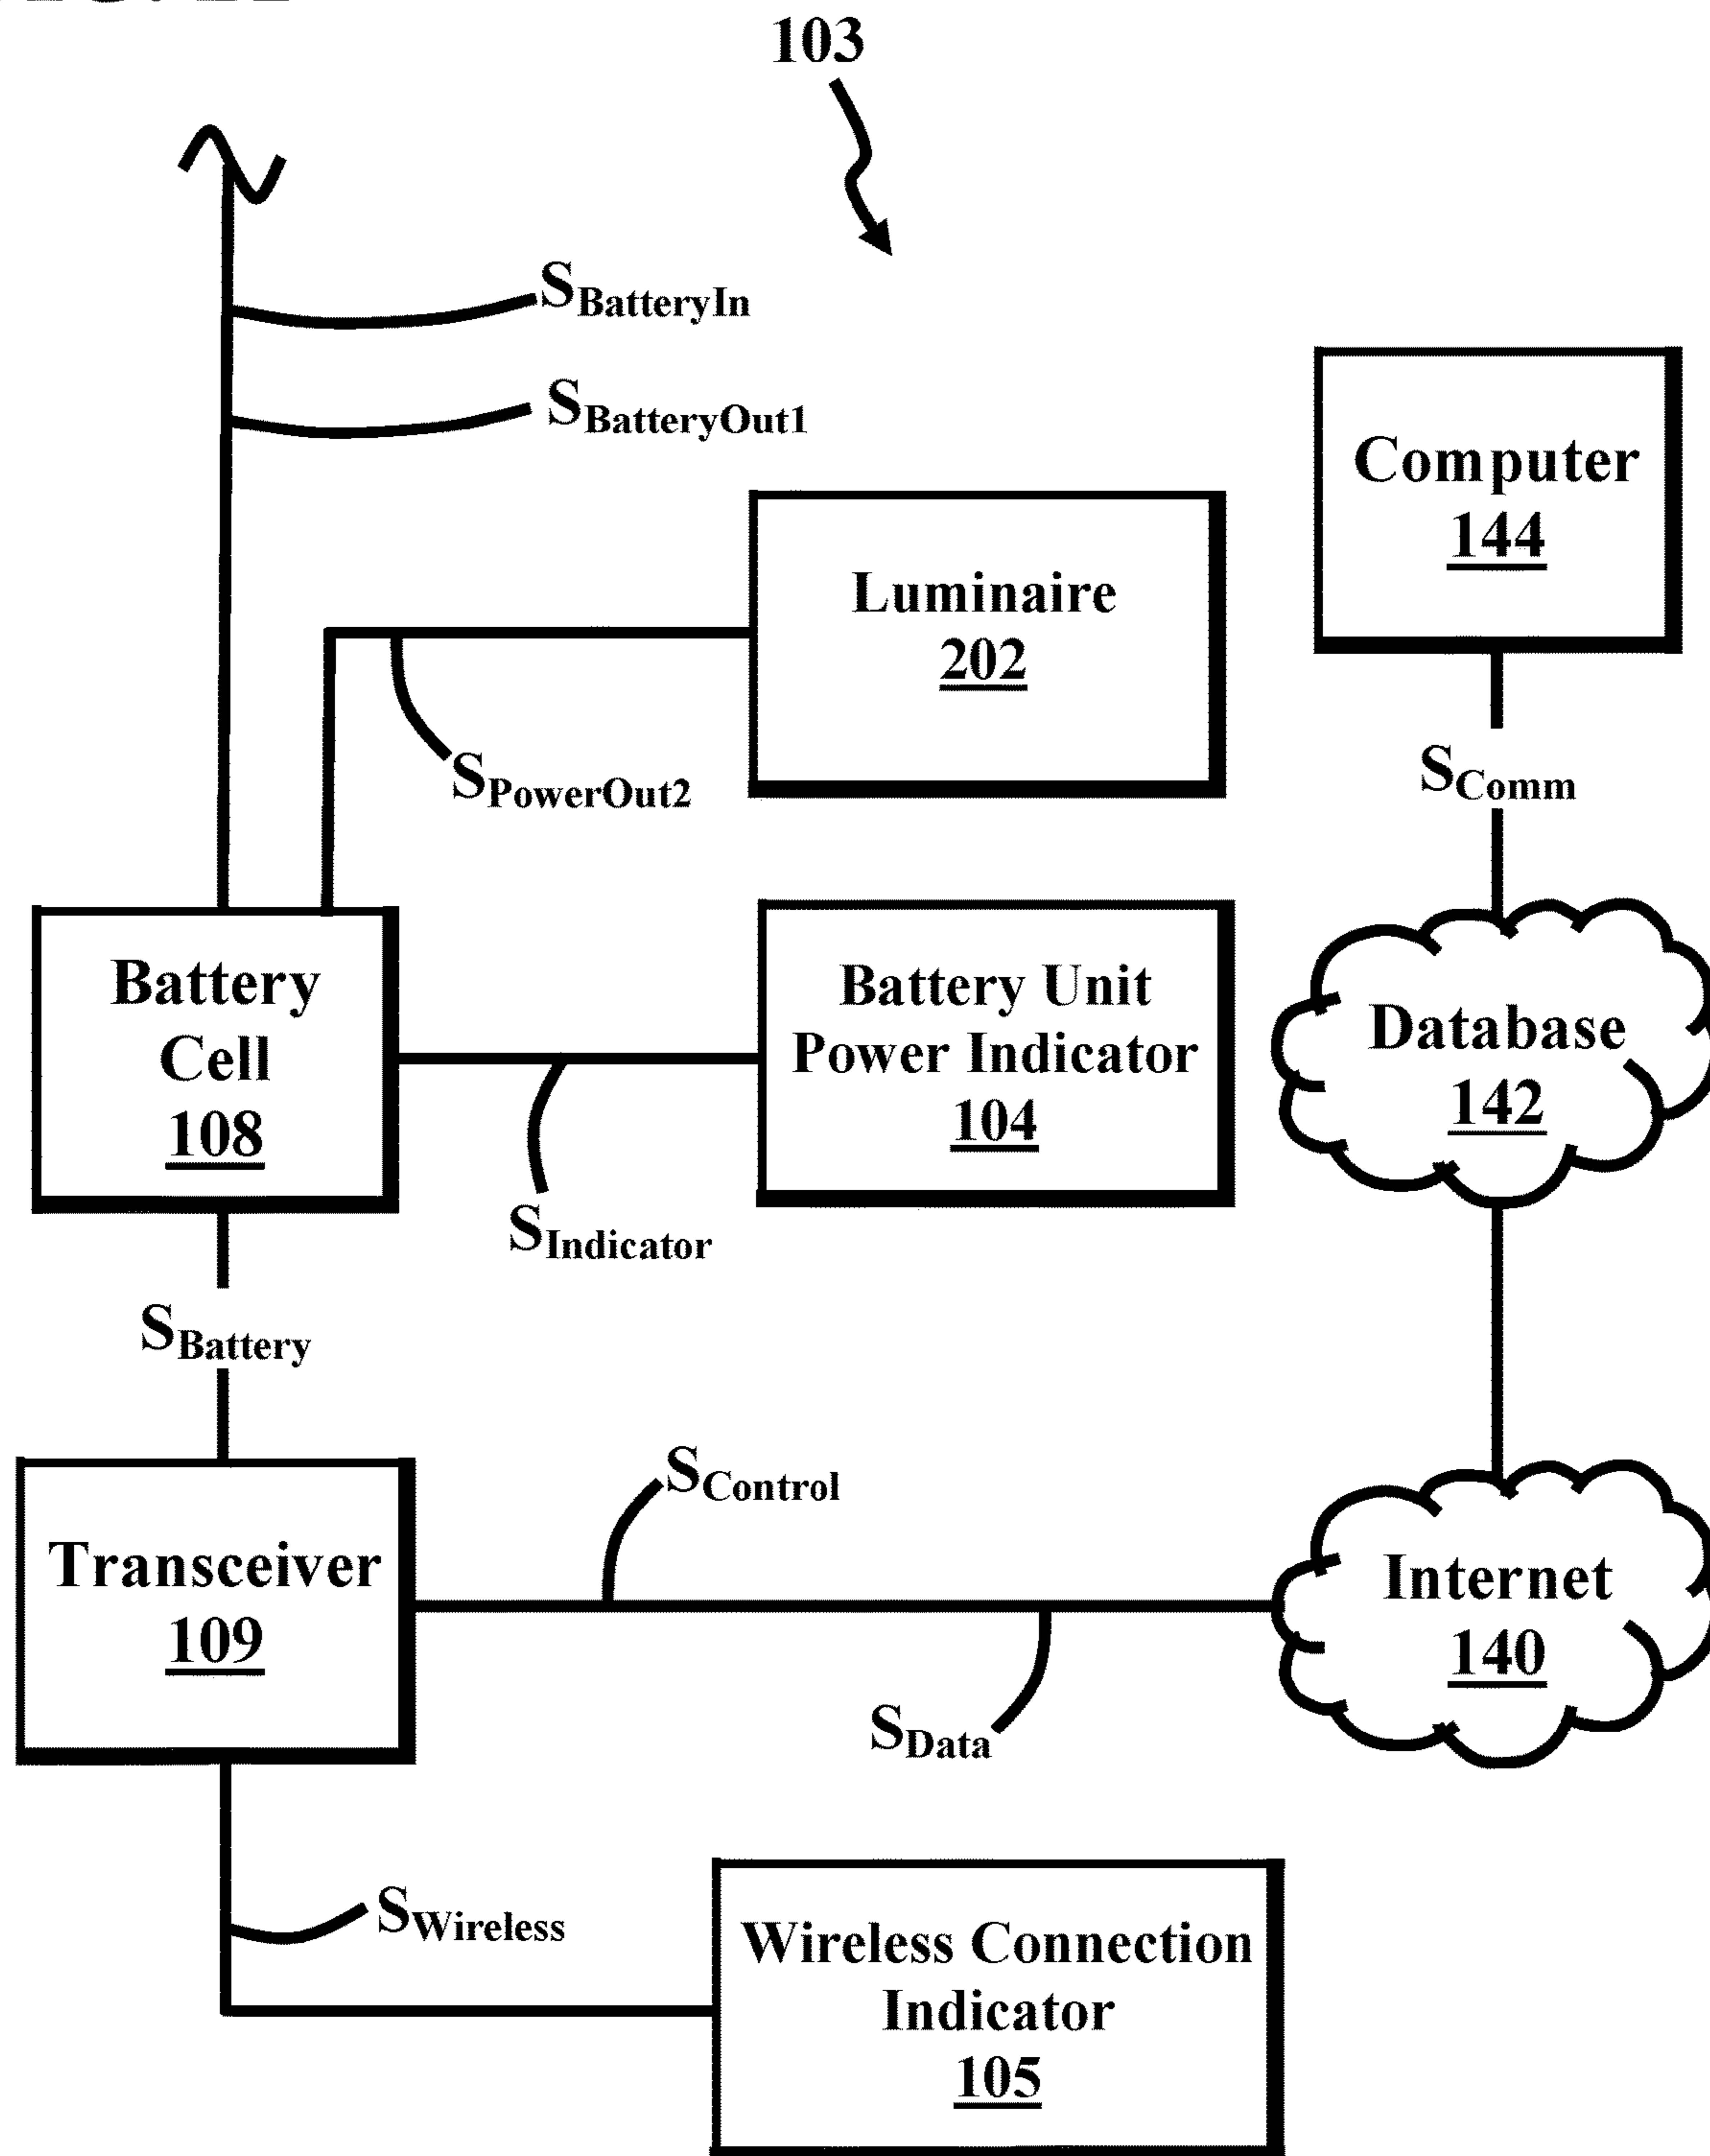 103
SBatteryIn
SBatteryOut1
Computer
144
Luminaire
202
SPowerOut2
SComm
Battery
Cell
108
Battery Unit
Power Indicator
104
Database
142
SIndicator
SBattery
SControl
Transceiver
109
Internet
140
SData
SWireless
Wireless Connection
Indicator
105